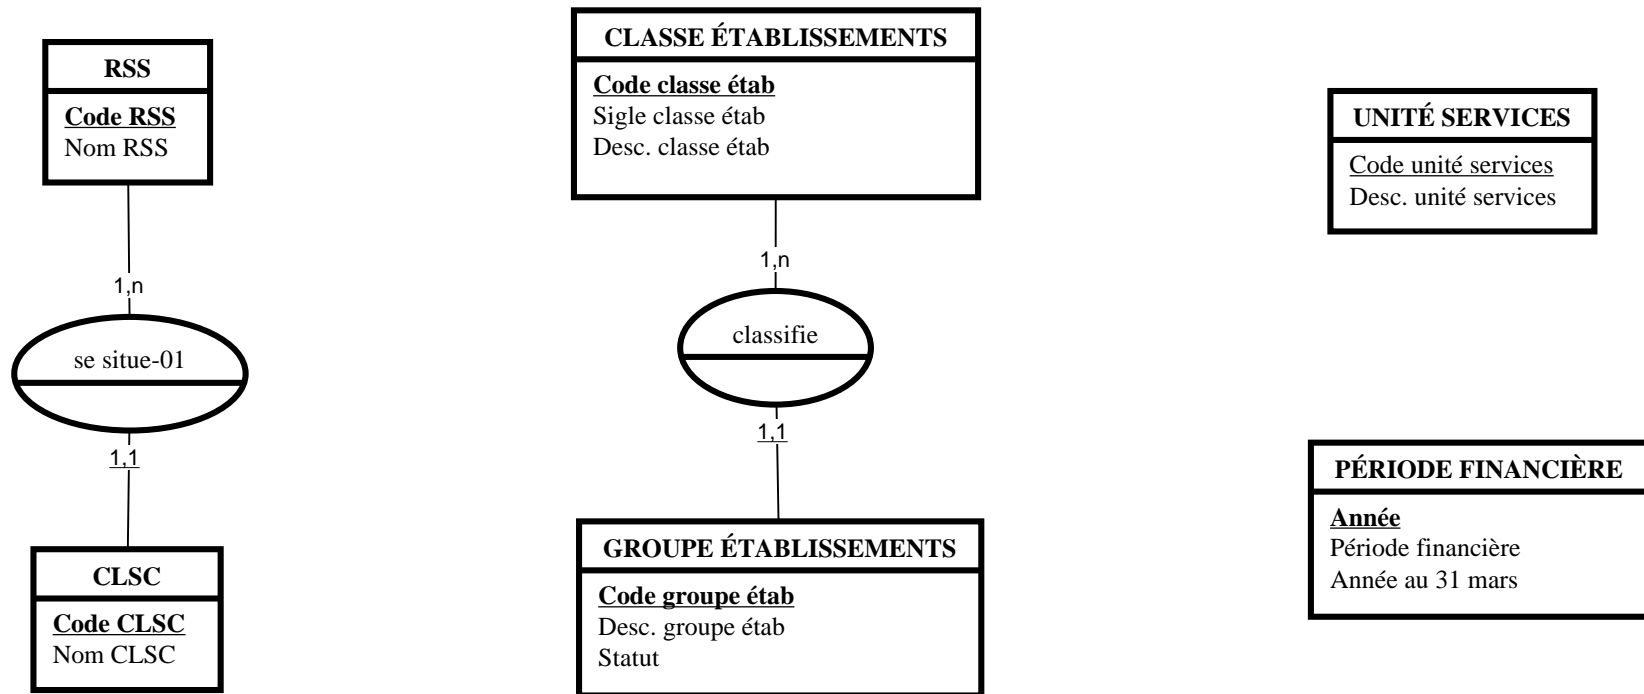 RSS
Code RSS
Nom RSS
1,n
se situe-01
1,1
CLSC
Code CLSC
Nom CLSC
CLASSE ÉTABLISSEMENTS
Code classe étab
Sigle classe étab
Desc. classe étab
1,n
classifie
1,1
GROUPE ÉTABLISSEMENTS
Code groupe étab
Desc. groupe étab
Statut
UNITÉ SERVICES
Code unité services
Desc. unité services
PÉRIODE FINANCIÈRE
Année
Période financière
Année au 31 mars